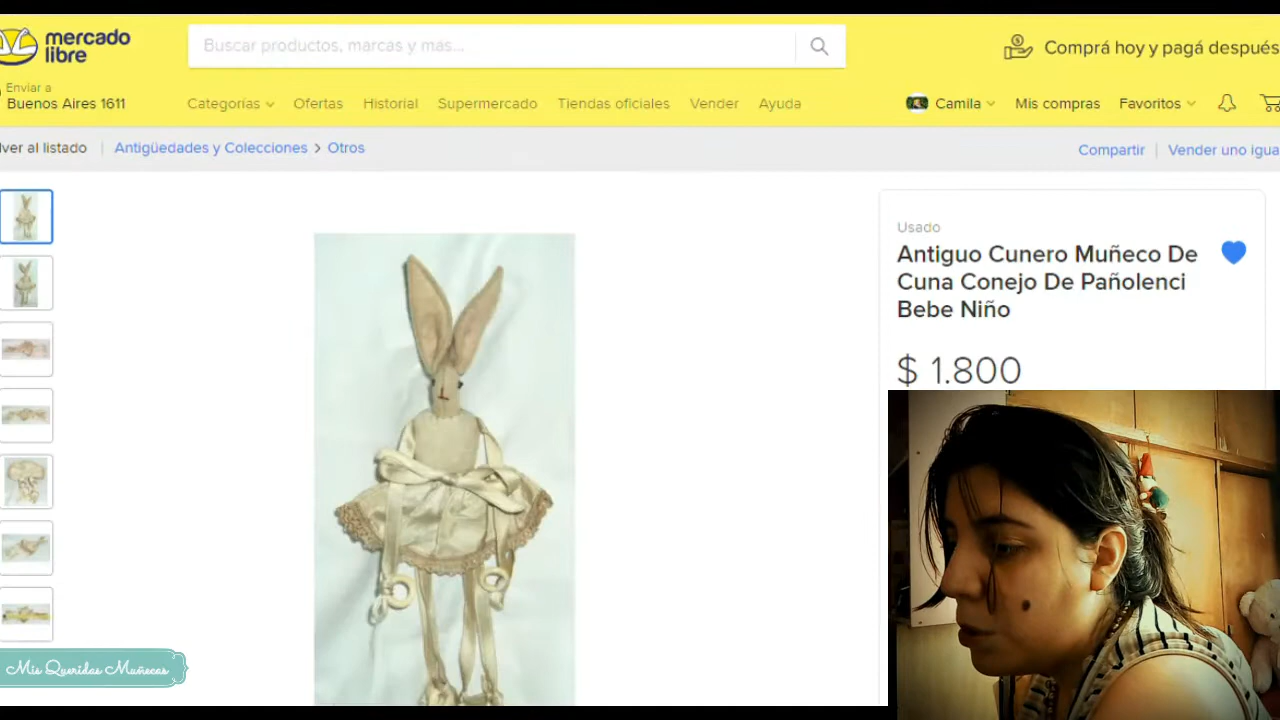 mercado
libre
Buscar productos, marcas y más...
Comprá hoy y pagá después
Enviar a
Buenos Aires 1611
Categorías Ofertas Historial Supermercado Tiendas oficiales Vender Ayuda
Camila Mis compras Favoritos
lver al listado | Antigüedades y Colecciones > Otros
Compartir | Vender uno igua
Usado
Antiguo Cunero Muñeco De
Cuna Conejo De Pañolenci
Bebe Niño
$ 1.800
Mis Queridas Muñecas